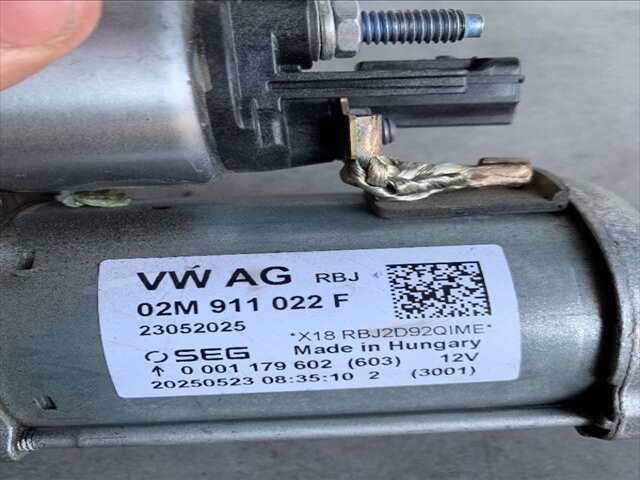 VW AG RBJ
02M 911 022 F
23052025
*X18 RBJ2D92QIME*
SEG Made in Hungary
↑ 0 001 179 602 (603) 12V
20250523 08:35:10 2 (3001)